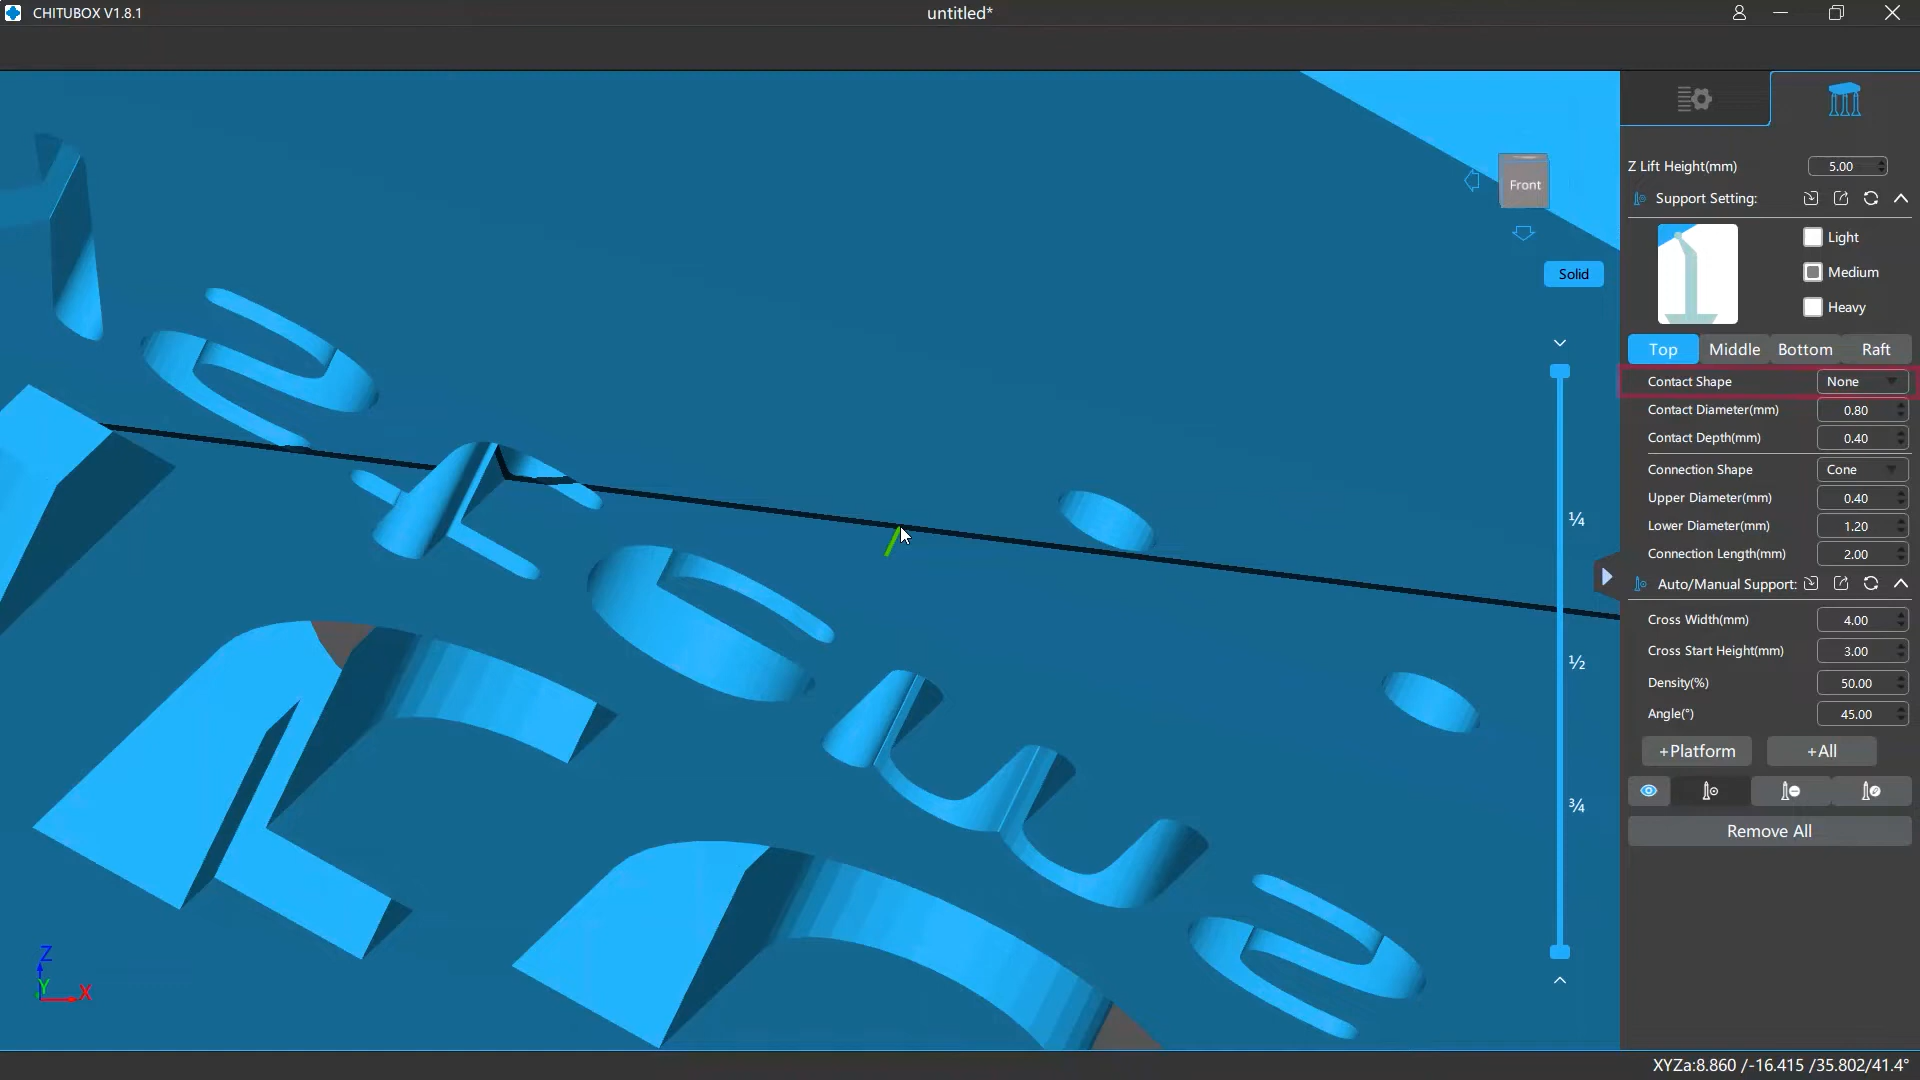 CHITUBOX V1.8.1
untitled*
Front
Solid
¼
½
¾
Z
Y
X
Z Lift Height(mm) 5.00
Support Setting:
Light
Medium
Heavy
Top Middle Bottom Raft
Contact Shape None
Contact Diameter(mm) 0.80
Contact Depth(mm) 0.40
Connection Shape Cone
Upper Diameter(mm) 0.40
Lower Diameter(mm) 1.20
Connection Length(mm) 2.00
Auto/Manual Support:
Cross Width(mm) 4.00
Cross Start Height(mm) 3.00
Density(%) 50.00
Angle(°) 45.00
+Platform +All
Remove All
XYZa:8.860 /-16.415 /35.802/41.4°